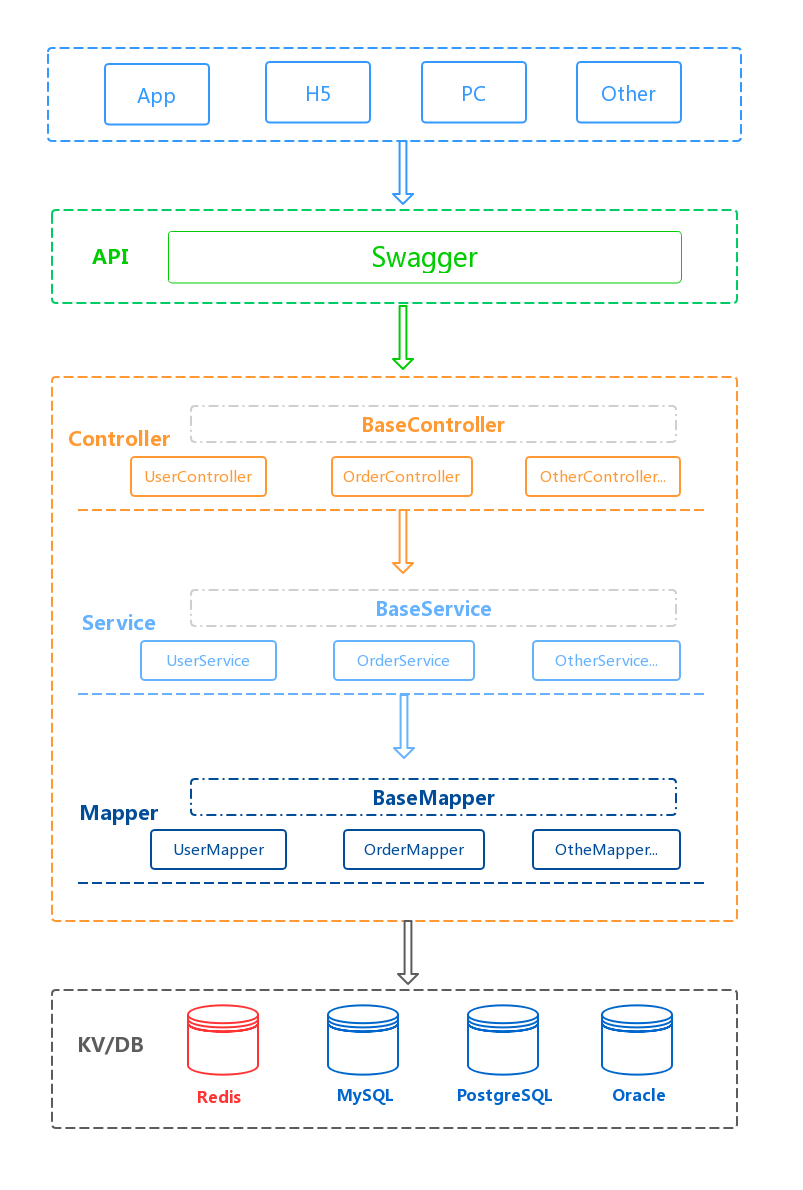 App
H5
PC
Other
API
Swagger
Controller
BaseController
UserController
OrderController
OtherController...
Service
BaseService
UserService
OrderService
OtherService...
Mapper
BaseMapper
UserMapper
OrderMapper
OtheMapper...
KV/DB
Redis
MySQL
PostgreSQL
Oracle